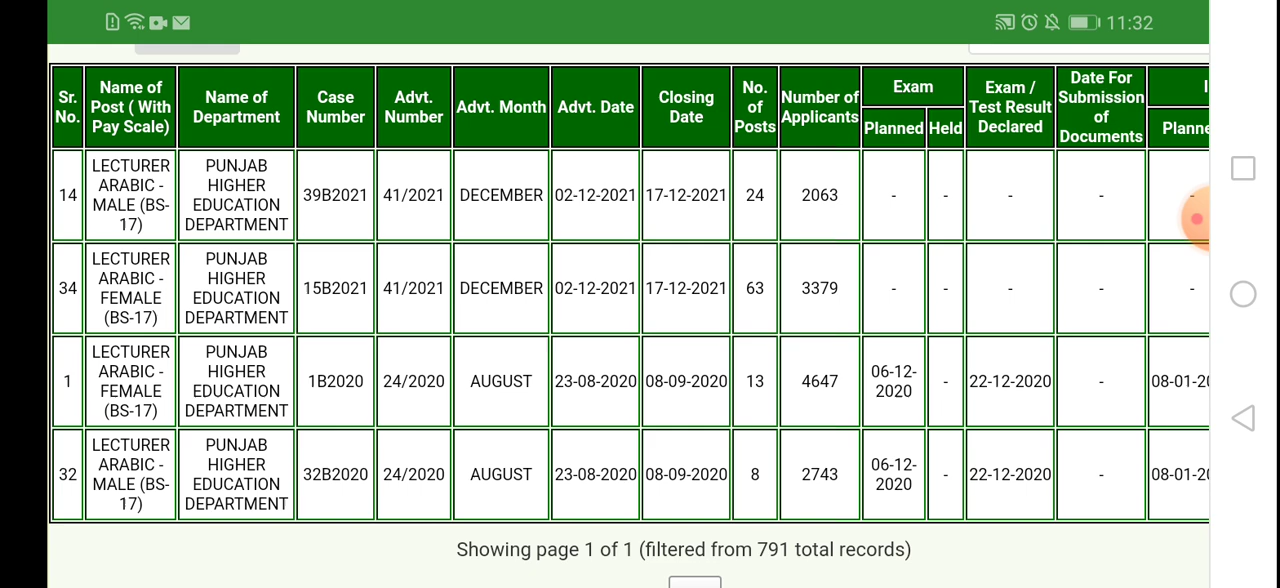 11:32
Sr. No.
Name of Post ( With Pay Scale)
Name of Department
Case Number
Advt. Number
Advt. Month
Advt. Date
Closing Date
No. of Posts
Number of Applicants
Exam
Planned
Held
Exam / Test Result Declared
Date For Submission of Documents
I
Planne
14
LECTURER ARABIC - MALE (BS-17)
PUNJAB HIGHER EDUCATION DEPARTMENT
39B2021
41/2021
DECEMBER
02-12-2021
17-12-2021
24
2063
-
-
-
-
-
34
LECTURER ARABIC - FEMALE (BS-17)
PUNJAB HIGHER EDUCATION DEPARTMENT
15B2021
41/2021
DECEMBER
02-12-2021
17-12-2021
63
3379
-
-
-
-
-
1
LECTURER ARABIC - FEMALE (BS-17)
PUNJAB HIGHER EDUCATION DEPARTMENT
1B2020
24/2020
AUGUST
23-08-2020
08-09-2020
13
4647
06-12-2020
-
22-12-2020
-
08-01-20
32
LECTURER ARABIC - MALE (BS-17)
PUNJAB HIGHER EDUCATION DEPARTMENT
32B2020
24/2020
AUGUST
23-08-2020
08-09-2020
8
2743
06-12-2020
-
22-12-2020
-
08-01-20
Showing page 1 of 1 (filtered from 791 total records)